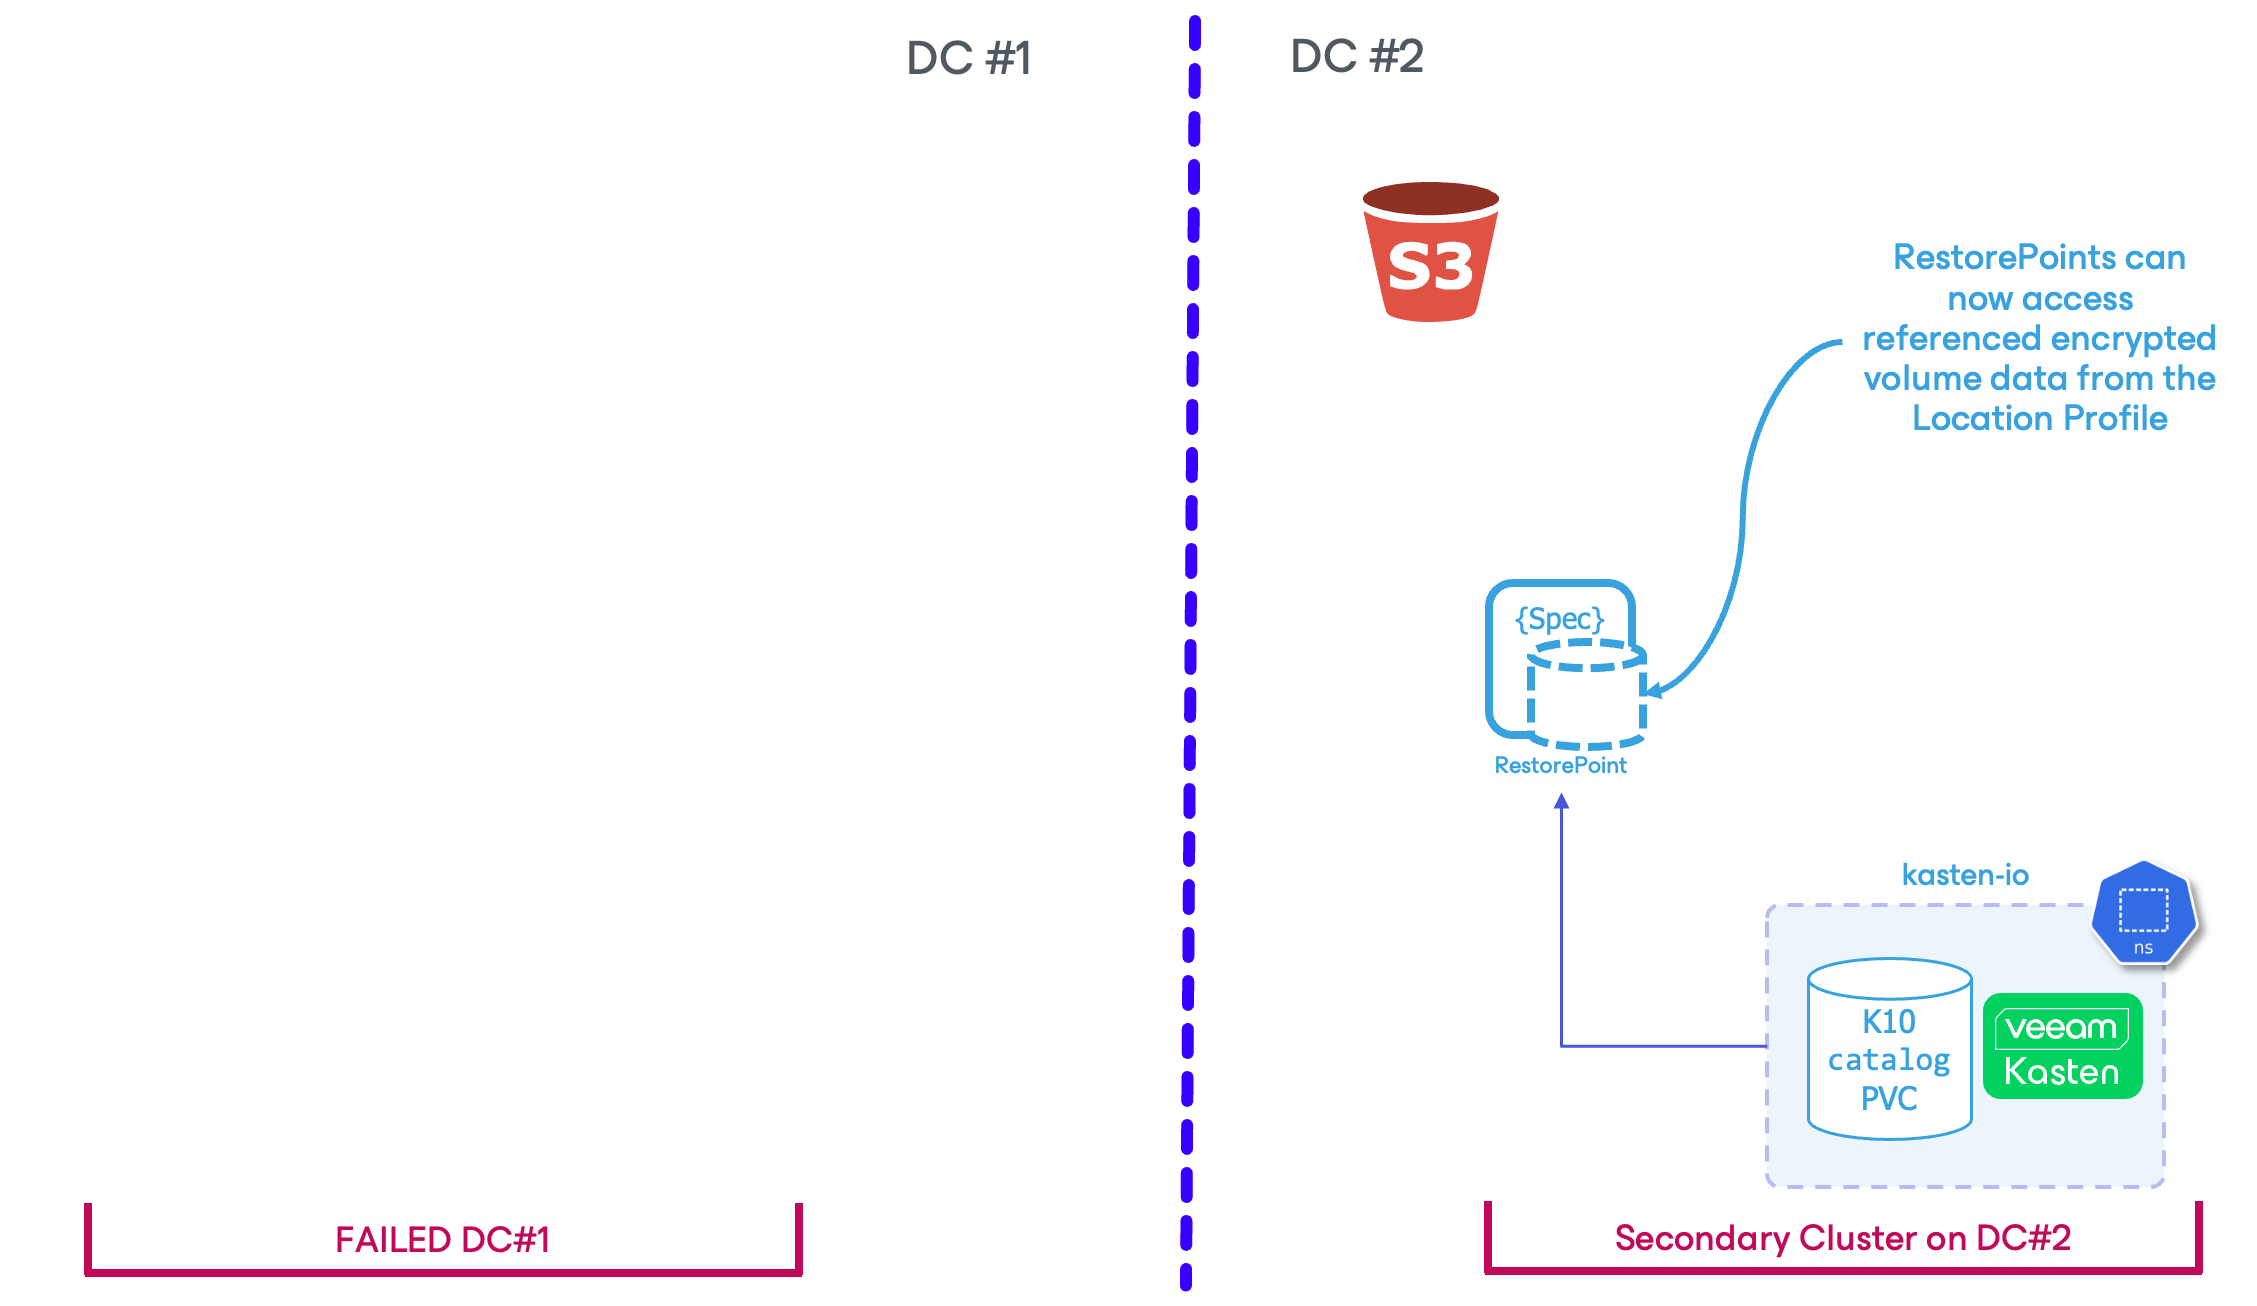 DC #1
DC #2
S3
RestorePoints can
now access
referenced encrypted
volume data from the
Location Profile
{Spec}
RestorePoint
kasten-io
ns
K10
catalog
PVC
veeam
Kasten
FAILED DC#1
Secondary Cluster on DC#2